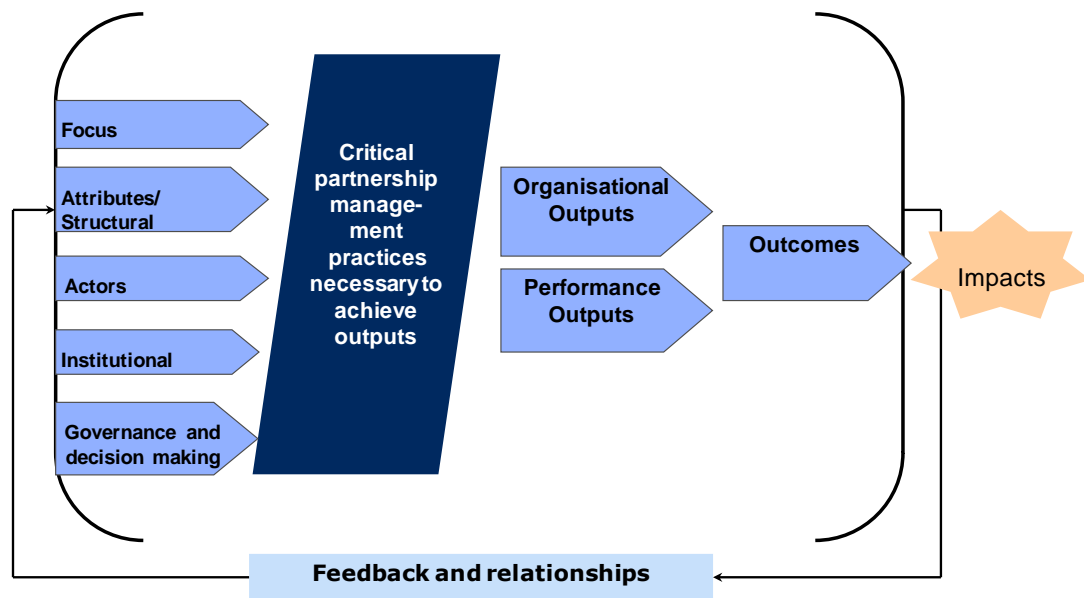 Focus
Attributes/
Structural
Actors
Institutional
Governance and
decision making
Critical
partnership
manage-
ment
practices
necessary to
achieve
outputs
Organisational
Outputs
Performance
Outputs
Outcomes
Impacts
Feedback and relationships